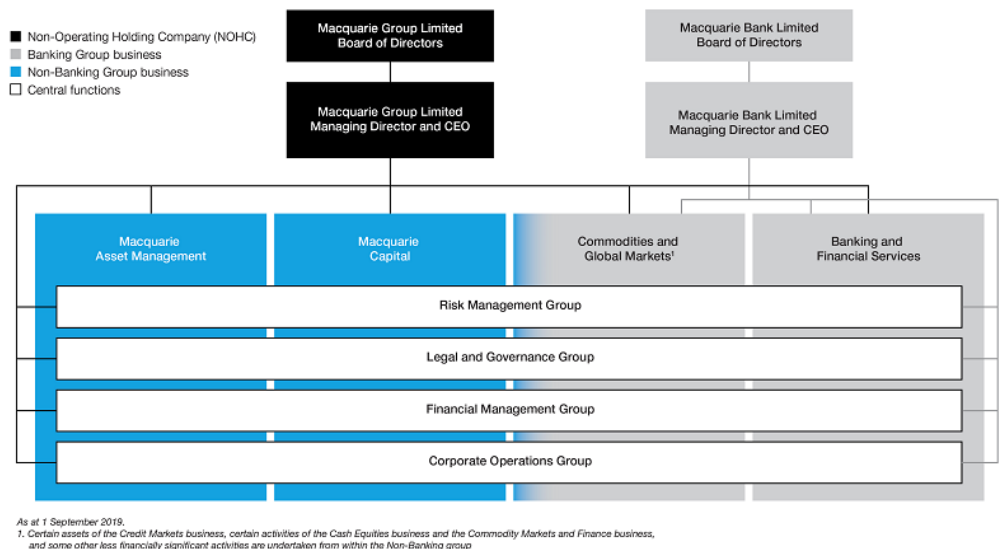 Non-Operating Holding Company (NOHC)
Banking Group business
Non-Banking Group business
Central functions
Macquarie Group Limited
Board of Directors
Macquarie Bank Limited
Board of Directors
Macquarie Group Limited
Managing Director and CEO
Macquarie Bank Limited
Managing Director and CEO
Macquarie
Asset Management
Macquarie
Capital
Commodities and
Global Markets¹
Banking and
Financial Services
Risk Management Group
Legal and Governance Group
Financial Management Group
Corporate Operations Group
As at 1 September 2019.
1. Certain assets of the Credit Markets business, certain activities of the Cash Equities business and the Commodity Markets and Finance business,
and some other less financially significant activities are undertaken from within the Non-Banking group